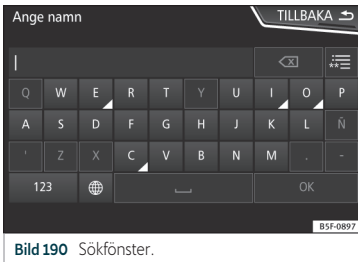 Ange namn TILLBAKA
Q W E R T Y U I O P
A S D F G H J K L Ñ
' Z X C V B N M . -
123 OK
B5F-0897
Bild 190 Sökfönster.